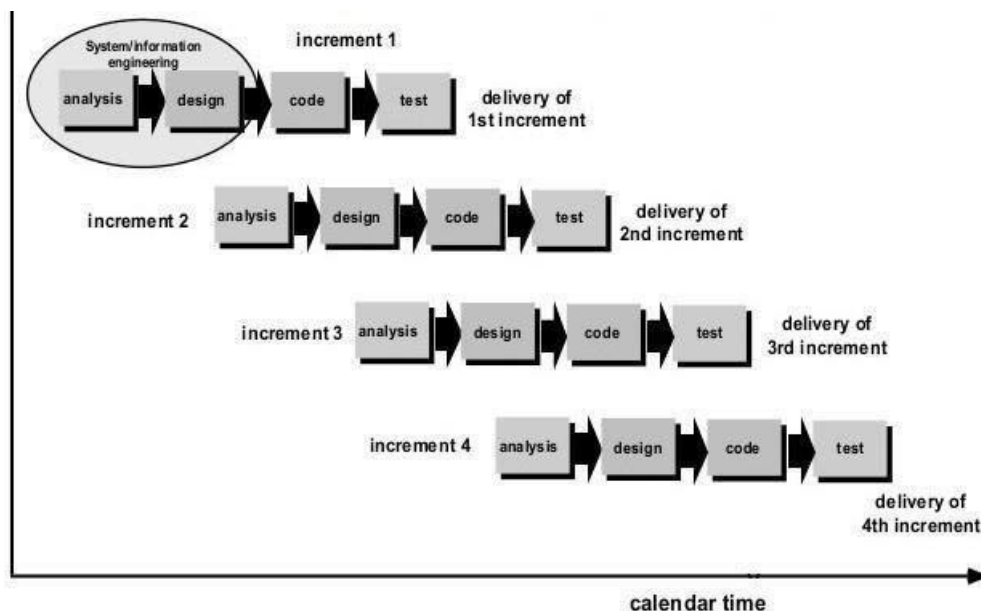 increment 1
System/information
engineering
analysis
design
code
test
delivery of
1st increment
increment 2
analysis
design
code
test
delivery of
2nd increment
increment 3
analysis
design
code
test
delivery of
3rd increment
increment 4
analysis
design
code
test
delivery of
4th increment
calendar time